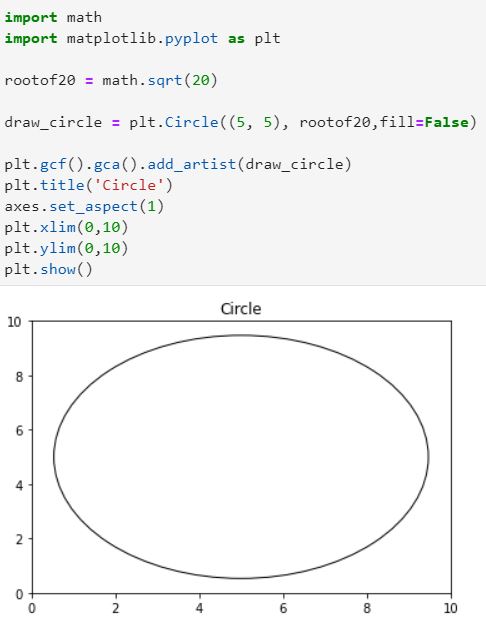 import math
import matplotlib.pyplot as plt
rootof20 = math.sqrt(20)
draw_circle = plt.Circle((5, 5), rootof20,fill=False)
plt.gcf().gca().add_artist(draw_circle)
plt.title('Circle')
axes.set_aspect(1)
plt.xlim(0,10)
plt.ylim(0,10)
plt.show()
Circle
10
8
6
4
2
0
0 2 4 6 8 10